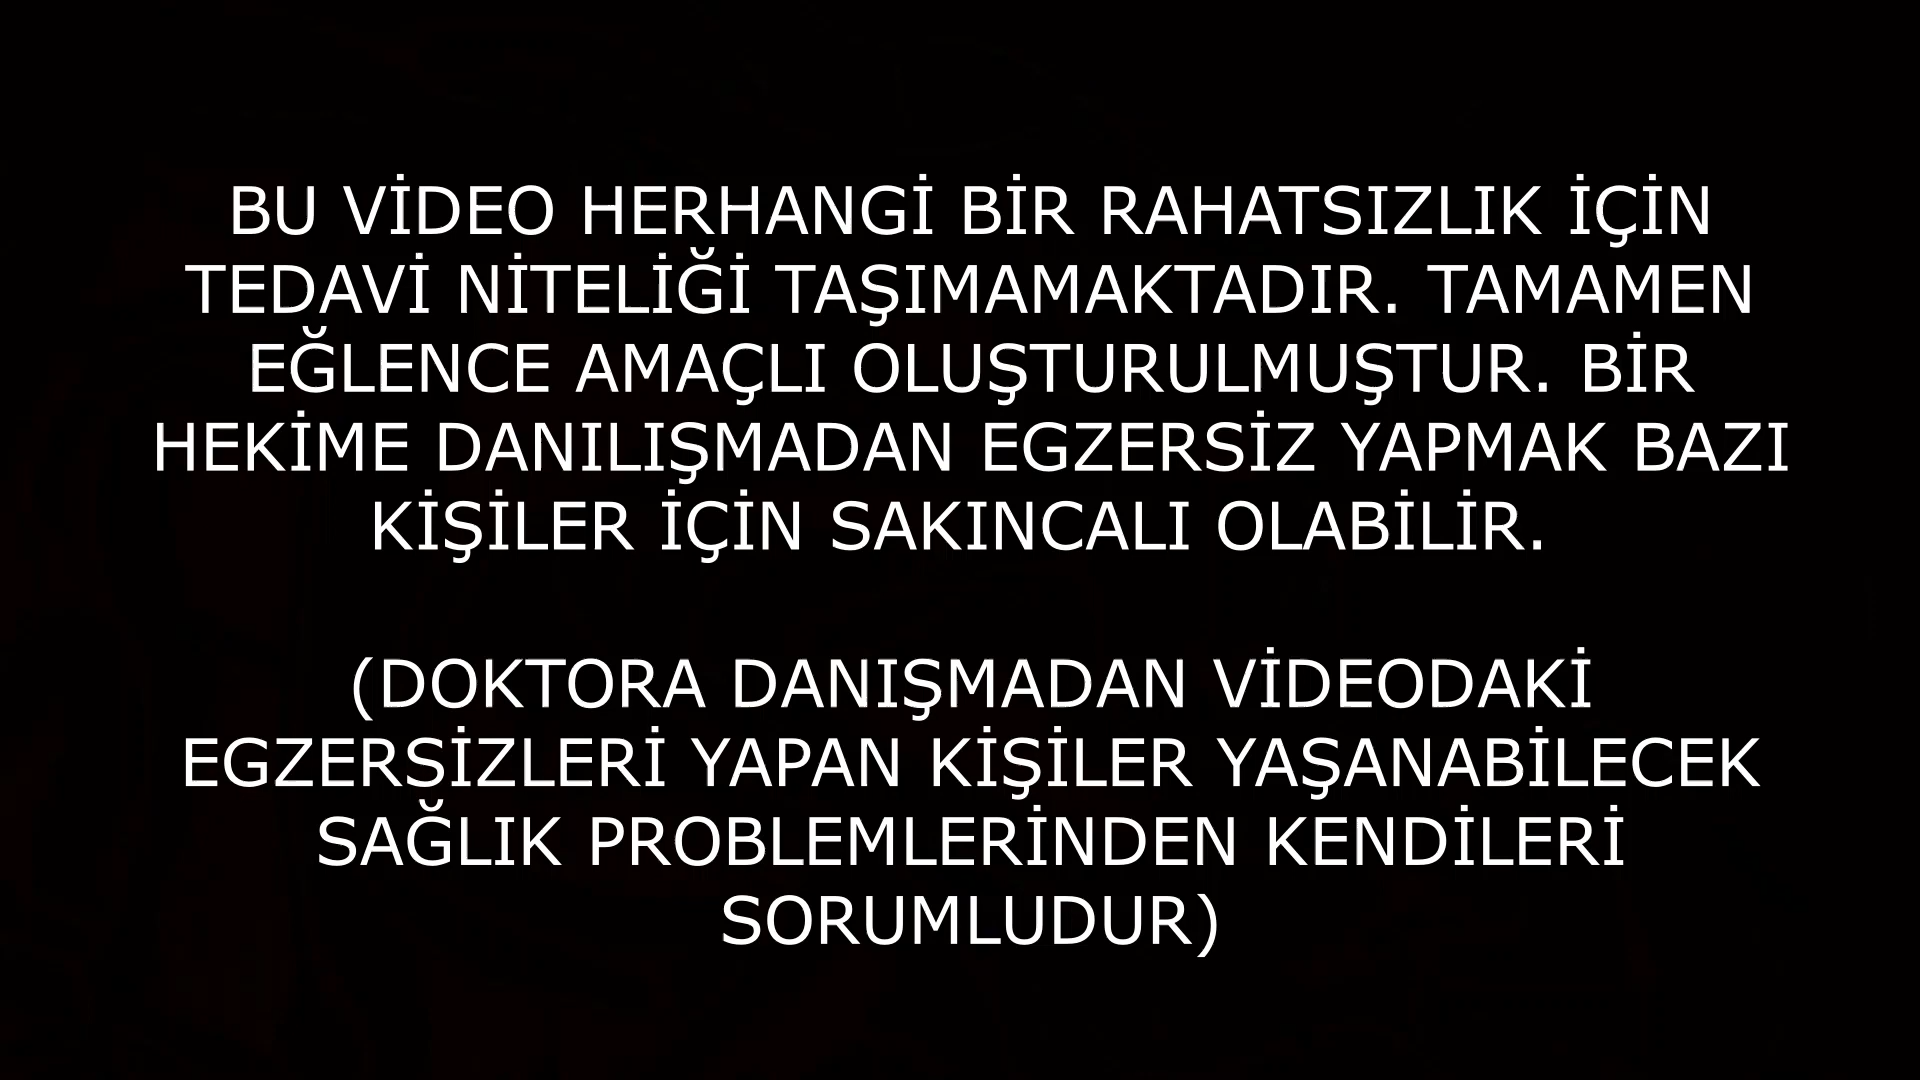 BU VİDEO HERHANGİ BİR RAHATSIZLIK İÇİN
TEDAVİ NİTELİĞİ TAŞIMAMAKTADIR. TAMAMEN
EĞLENCE AMAÇLI OLUŞTURULMUŞTUR. BİR
HEKİME DANILIŞMADAN EGZERSİZ YAPMAK BAZI
KİŞİLER İÇİN SAKINCALI OLABİLİR.
(DOKTORA DANIŞMADAN VİDEODAKİ
EGZERSİZLERİ YAPAN KİŞİLER YAŞANABİLECEK
SAĞLIK PROBLEMLERİNDEN KENDİLERİ
SORUMLUDUR)